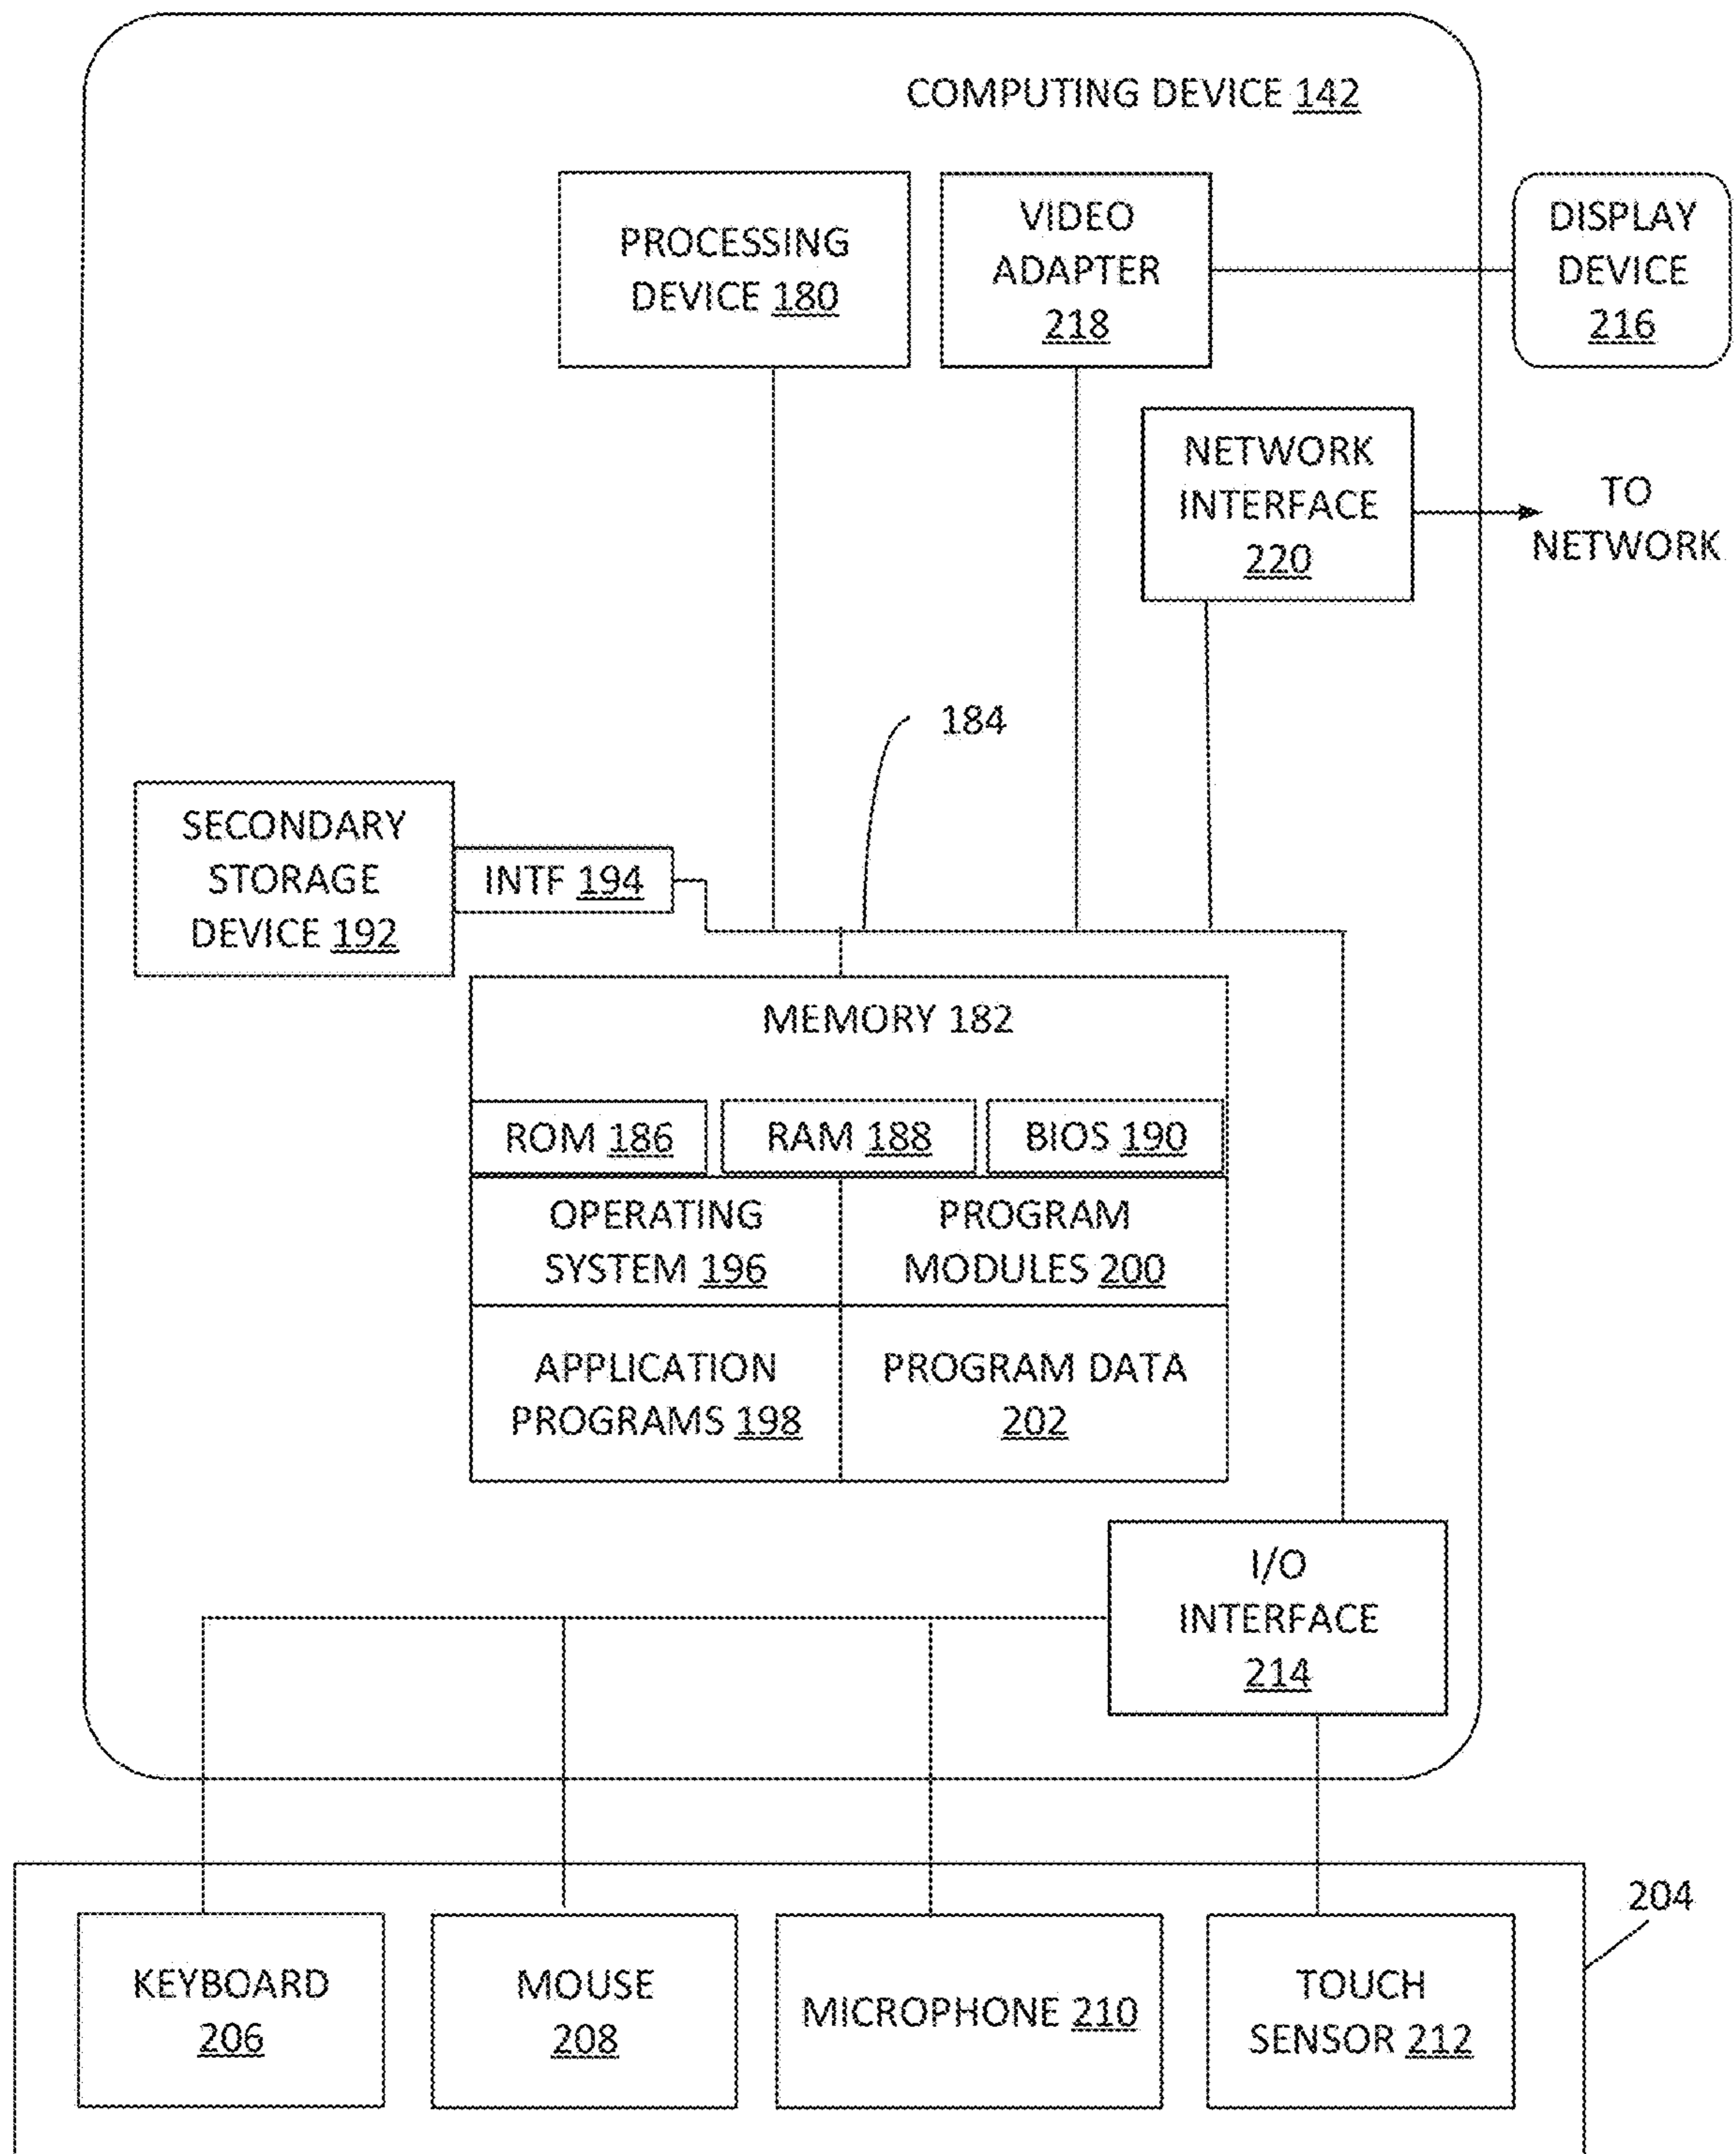 COMPUTING DEVICE 142
PROCESSING
DEVICE 180
VIDEO
ADAPTER
218
DISPLAY
DEVICE
216
NETWORK
INTERFACE
220
TO
NETWORK
184
SECONDARY
STORAGE
DEVICE 192
INTF 194
MEMORY 182
ROM 186
RAM 188
BIOS 190
OPERATING
SYSTEM 196
PROGRAM
MODULES 200
APPLICATION
PROGRAMS 198
PROGRAM DATA
202
I/O
INTERFACE
214
204
KEYBOARD
206
MOUSE
208
MICROPHONE 210
TOUCH
SENSOR 212